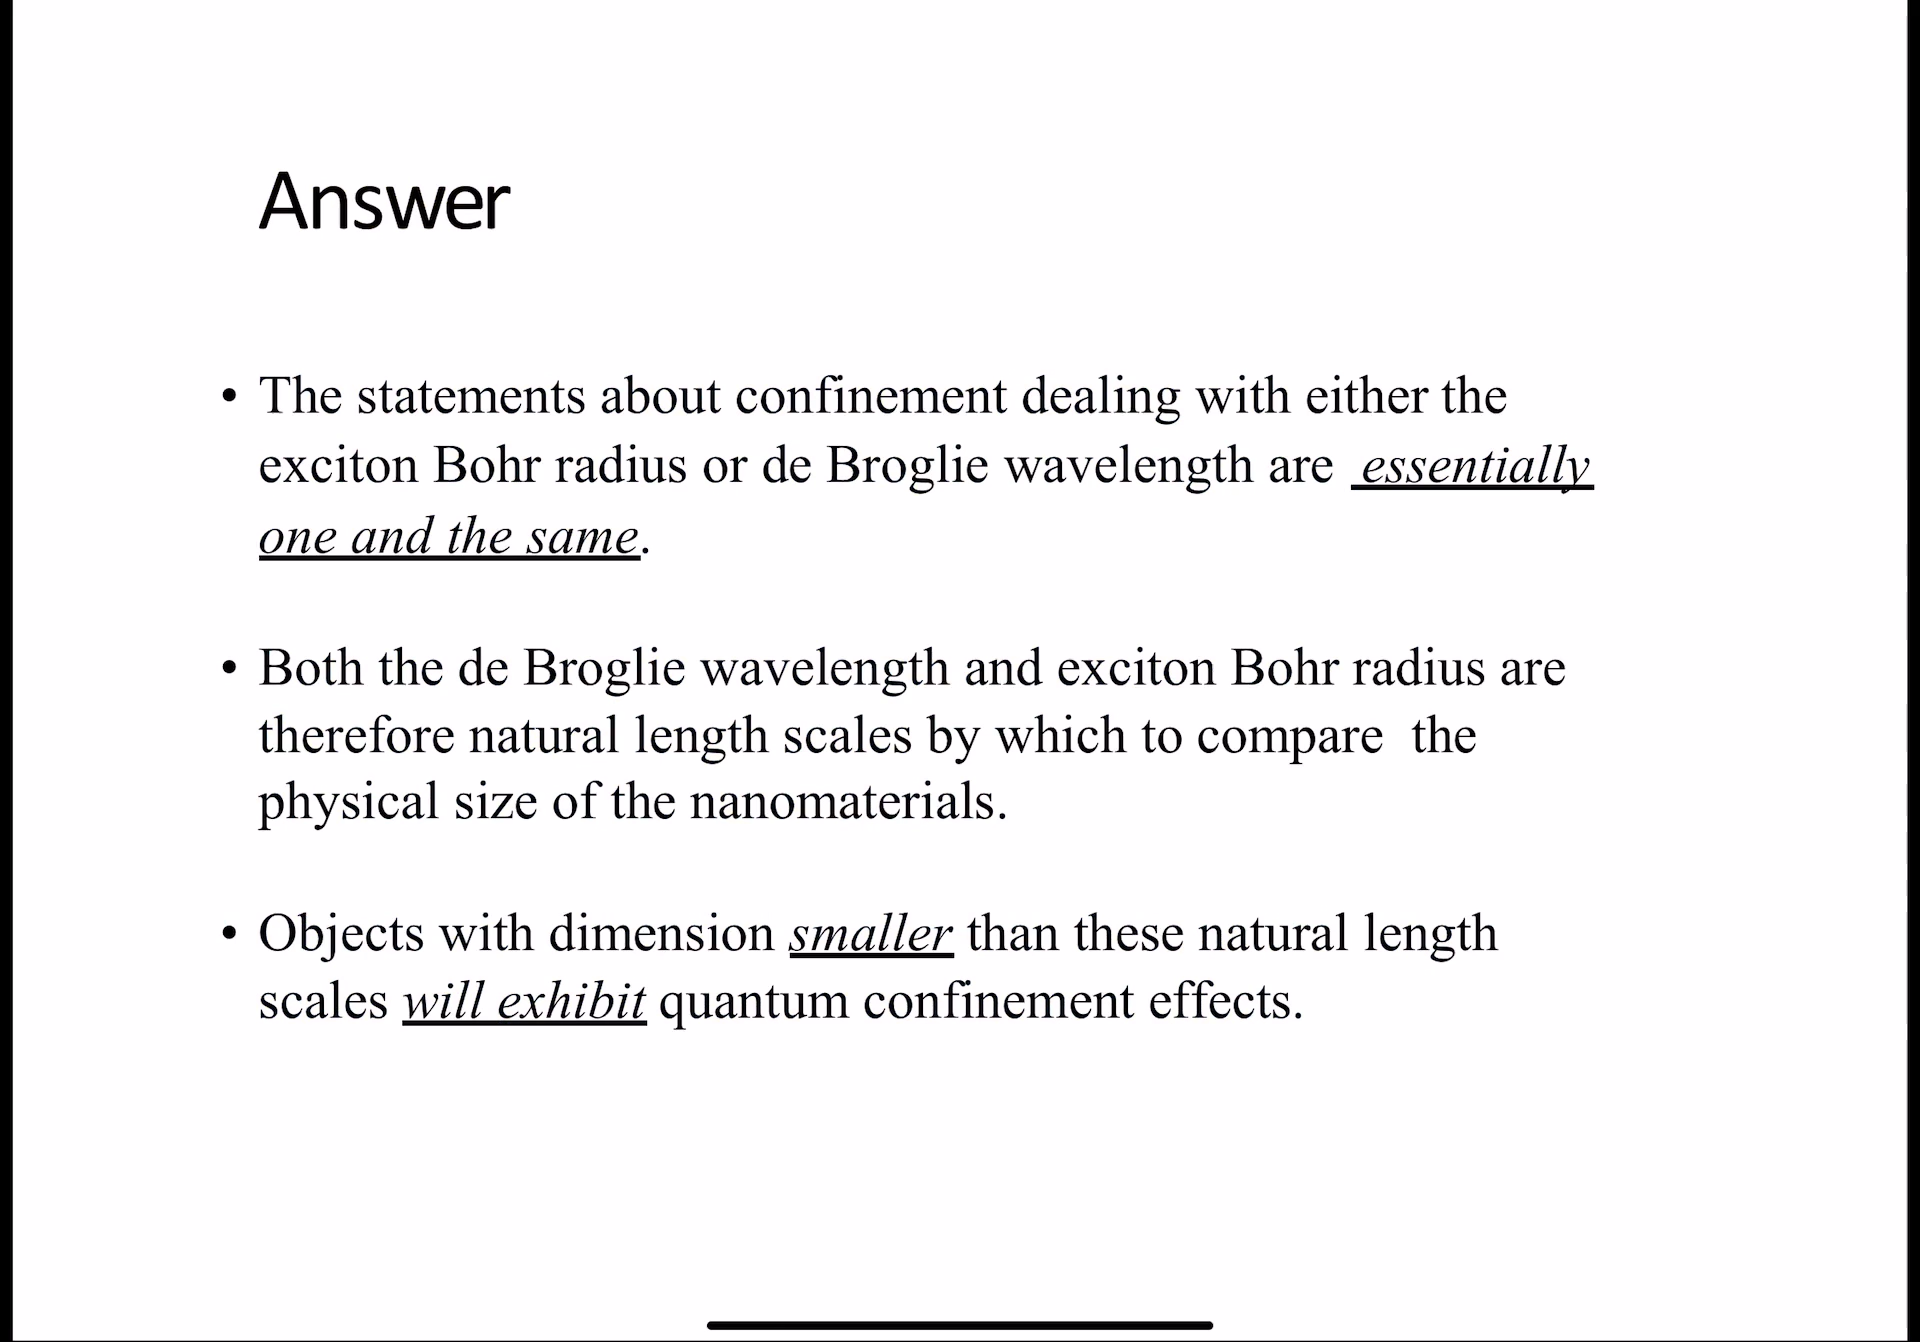 Answer
• The statements about confinement dealing with either the
exciton Bohr radius or de Broglie wavelength are essentially
one and the same.
• Both the de Broglie wavelength and exciton Bohr radius are
therefore natural length scales by which to compare the
physical size of the nanomaterials.
• Objects with dimension smaller than these natural length
scales will exhibit quantum confinement effects.